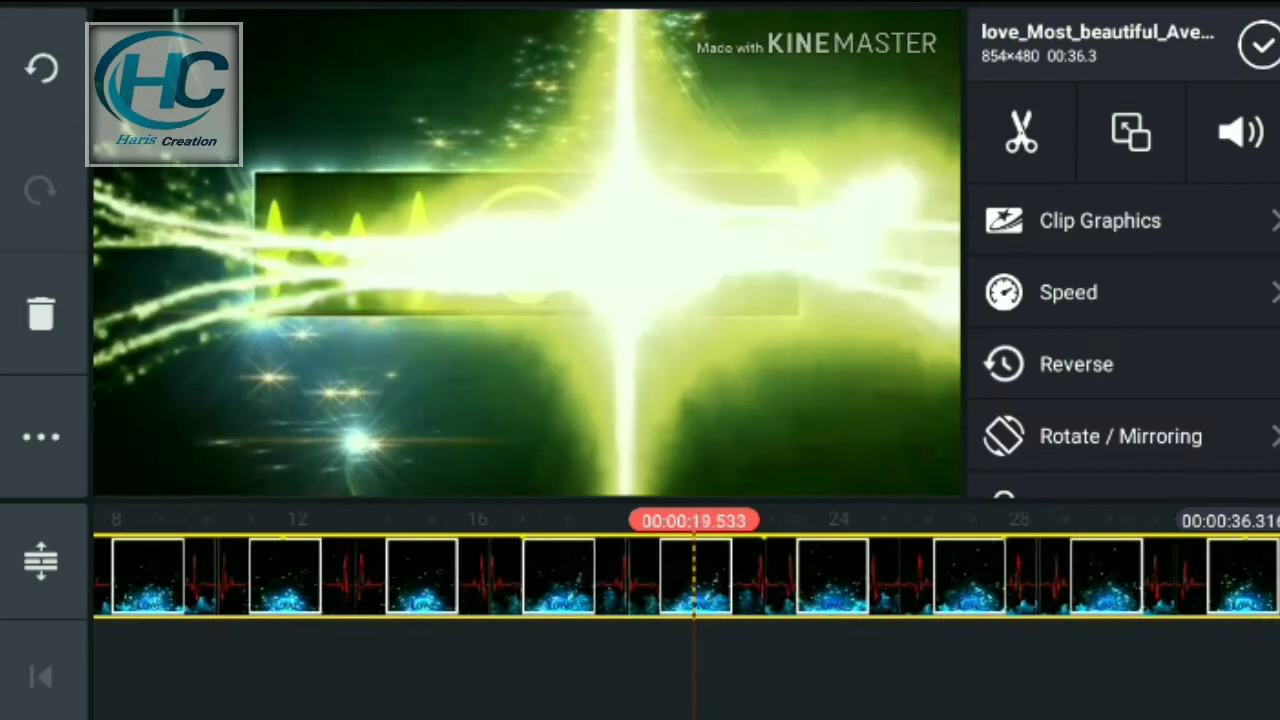 HC
Haris Creation
Made with KINEMASTER
love_Most_beautiful_Ave...
854×480 00:36.3
Clip Graphics
Speed
Reverse
Rotate / Mirroring
8 12 16 00:00:19.533 24 28 00:00:36.316